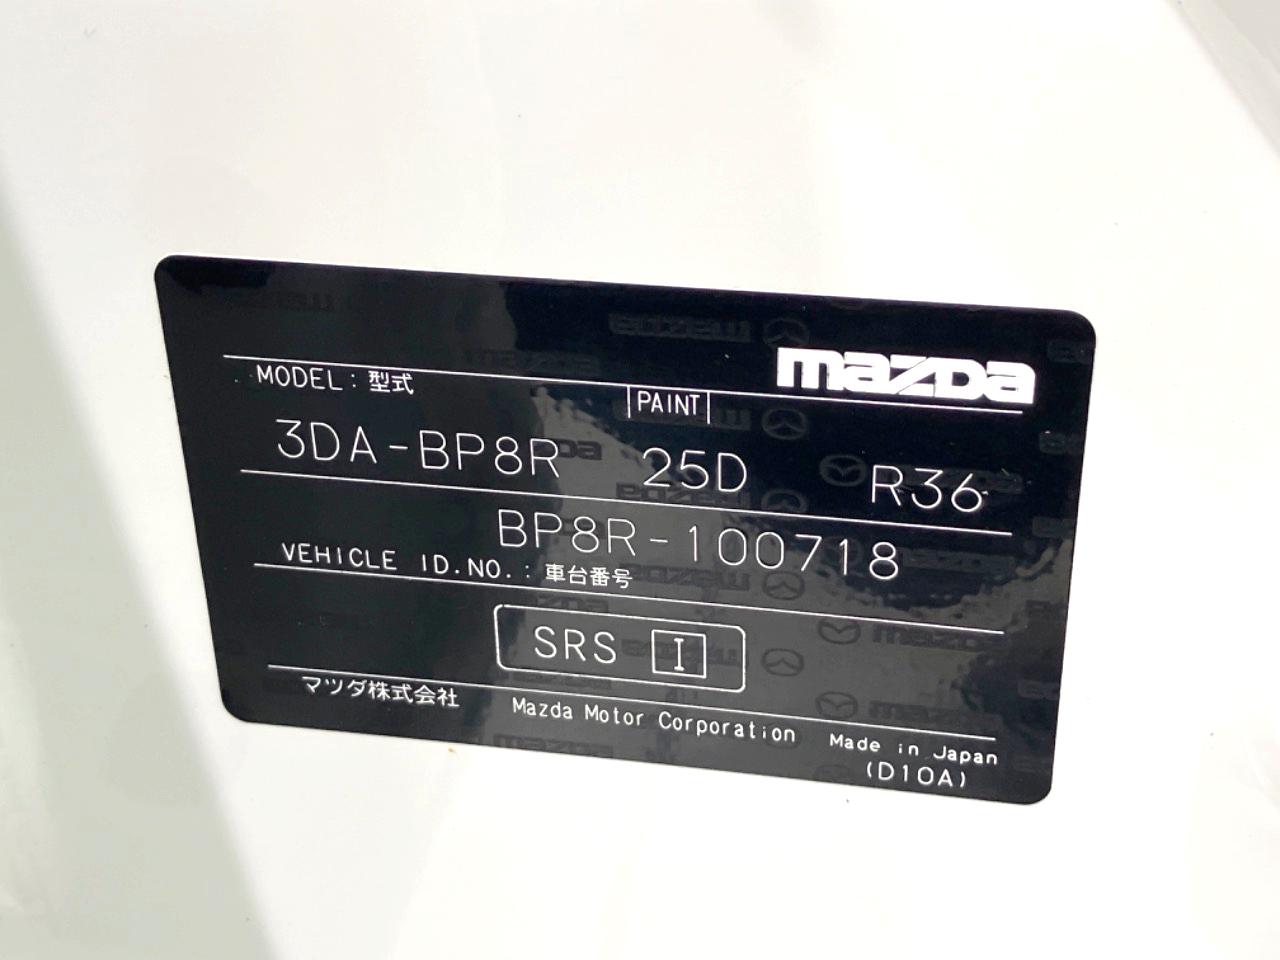 mazda
MODEL : 型式
PAINT
3DA-BP8R 25D R36
BP8R-100718
VEHICLE ID.NO. : 車台番号
SRS I
マツダ株式会社 Mazda Motor Corporation Made in Japan
(D10A)